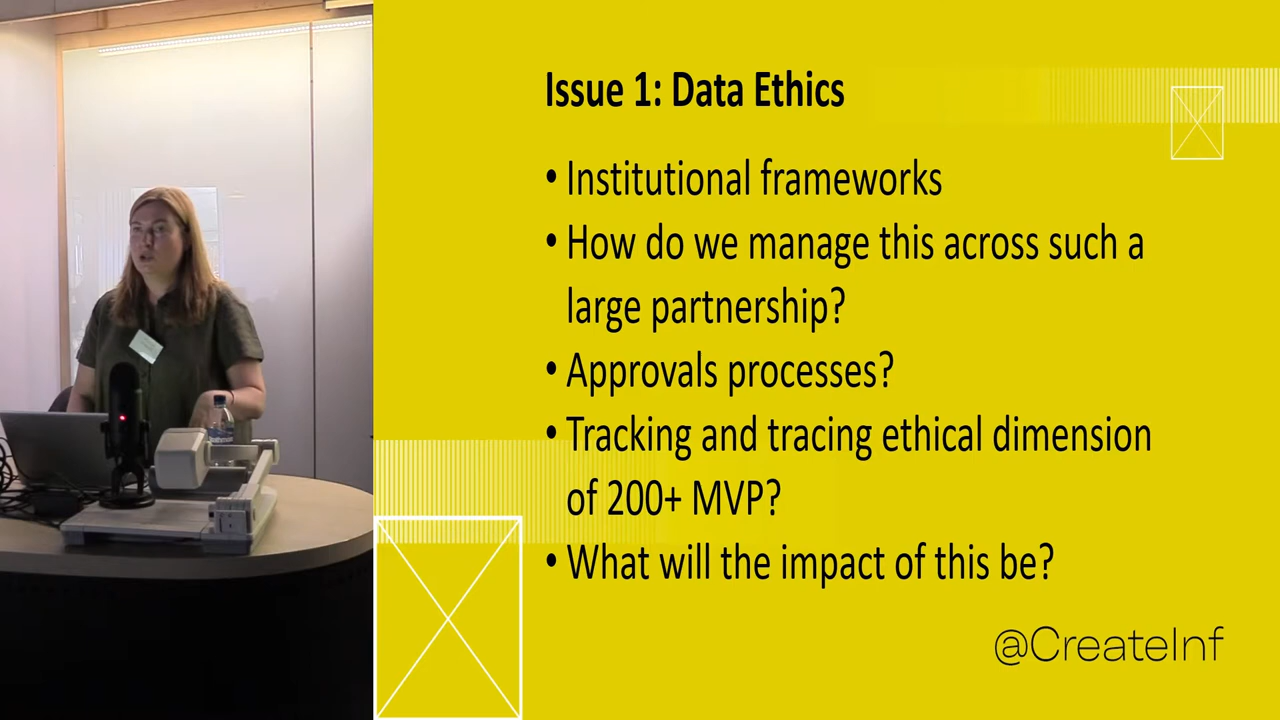 Issue 1: Data Ethics
• Institutional frameworks
• How do we manage this across such a
large partnership?
• Approvals processes?
• Tracking and tracing ethical dimension
of 200+ MVP?
• What will the impact of this be?
@CreateInf